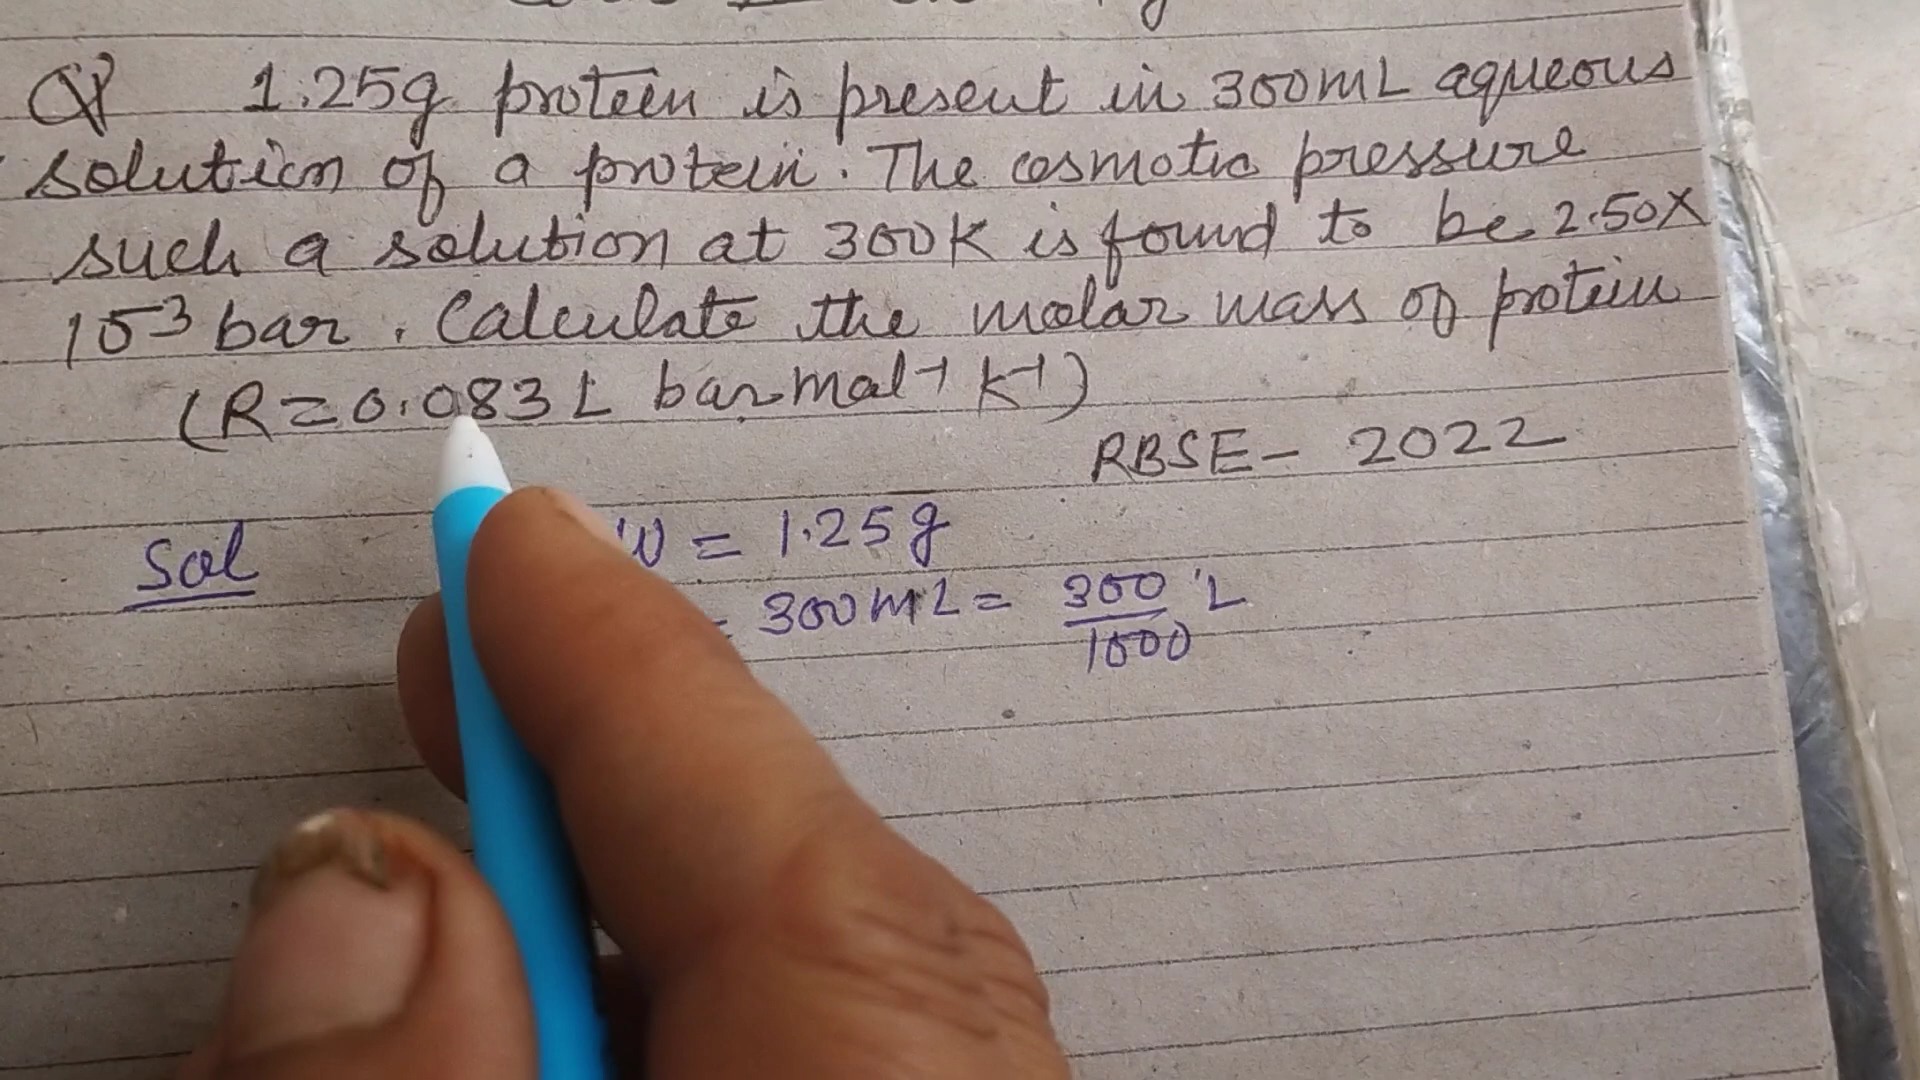 Q 1.25g protein is present in 300mL aqueous
solution of a protein. The osmotic pressure
such a solution at 300K is found to be 2.50X
10⁻³ bar. Calculate the molar mass of protein
(R=0.083 L bar mol⁻¹ K⁻¹)
RBSE- 2022
Sol W = 1.25g
= 300mL = 300/1000 L